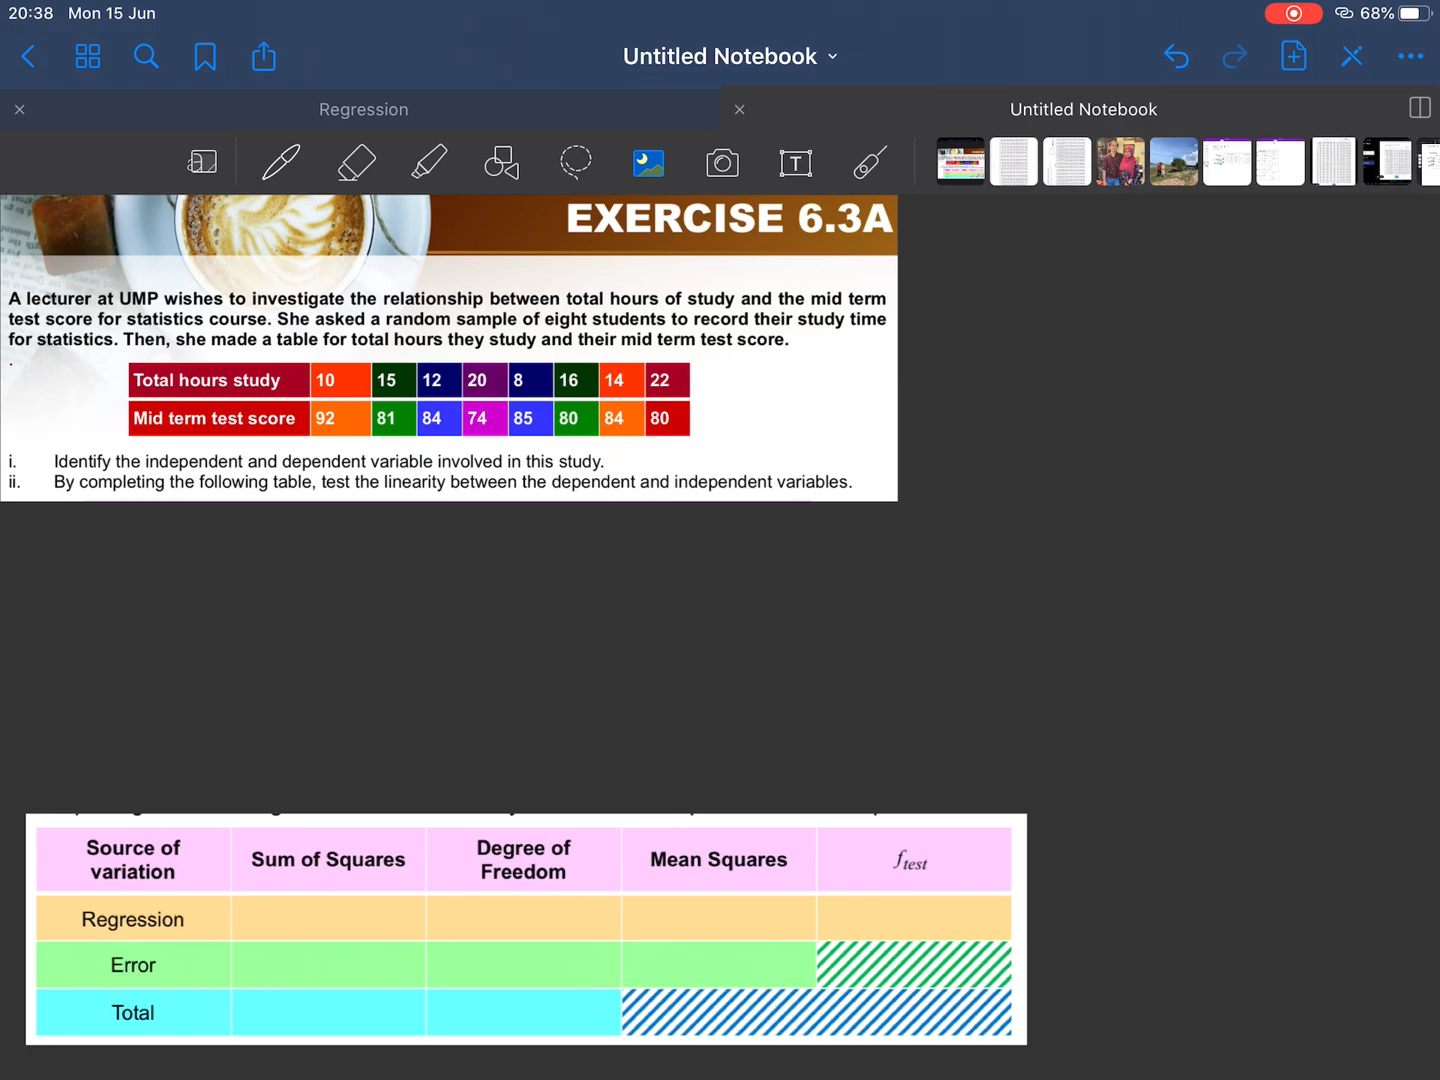 20:38 Mon 15 Jun
68%
Untitled Notebook
Regression
Untitled Notebook
T
EXERCISE 6.3A
A lecturer at UMP wishes to investigate the relationship between total hours of study and the mid term
test score for statistics course. She asked a random sample of eight students to record their study time
for statistics. Then, she made a table for total hours they study and their mid term test score.
.
Total hours study 10 15 12 20 8 16 14 22
Mid term test score 92 81 84 74 85 80 84 80
i. Identify the independent and dependent variable involved in this study.
ii. By completing the following table, test the linearity between the dependent and independent variables.
Source of variation Sum of Squares Degree of Freedom Mean Squares f_test
Regression
Error
Total